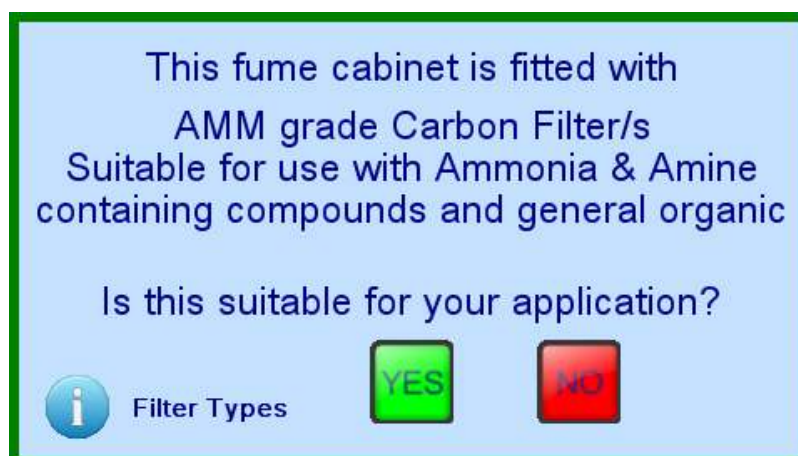 This fume cabinet is fitted with
AMM grade Carbon Filter/s
Suitable for use with Ammonia & Amine
containing compounds and general organic
Is this suitable for your application?
YES
NO
i
Filter Types